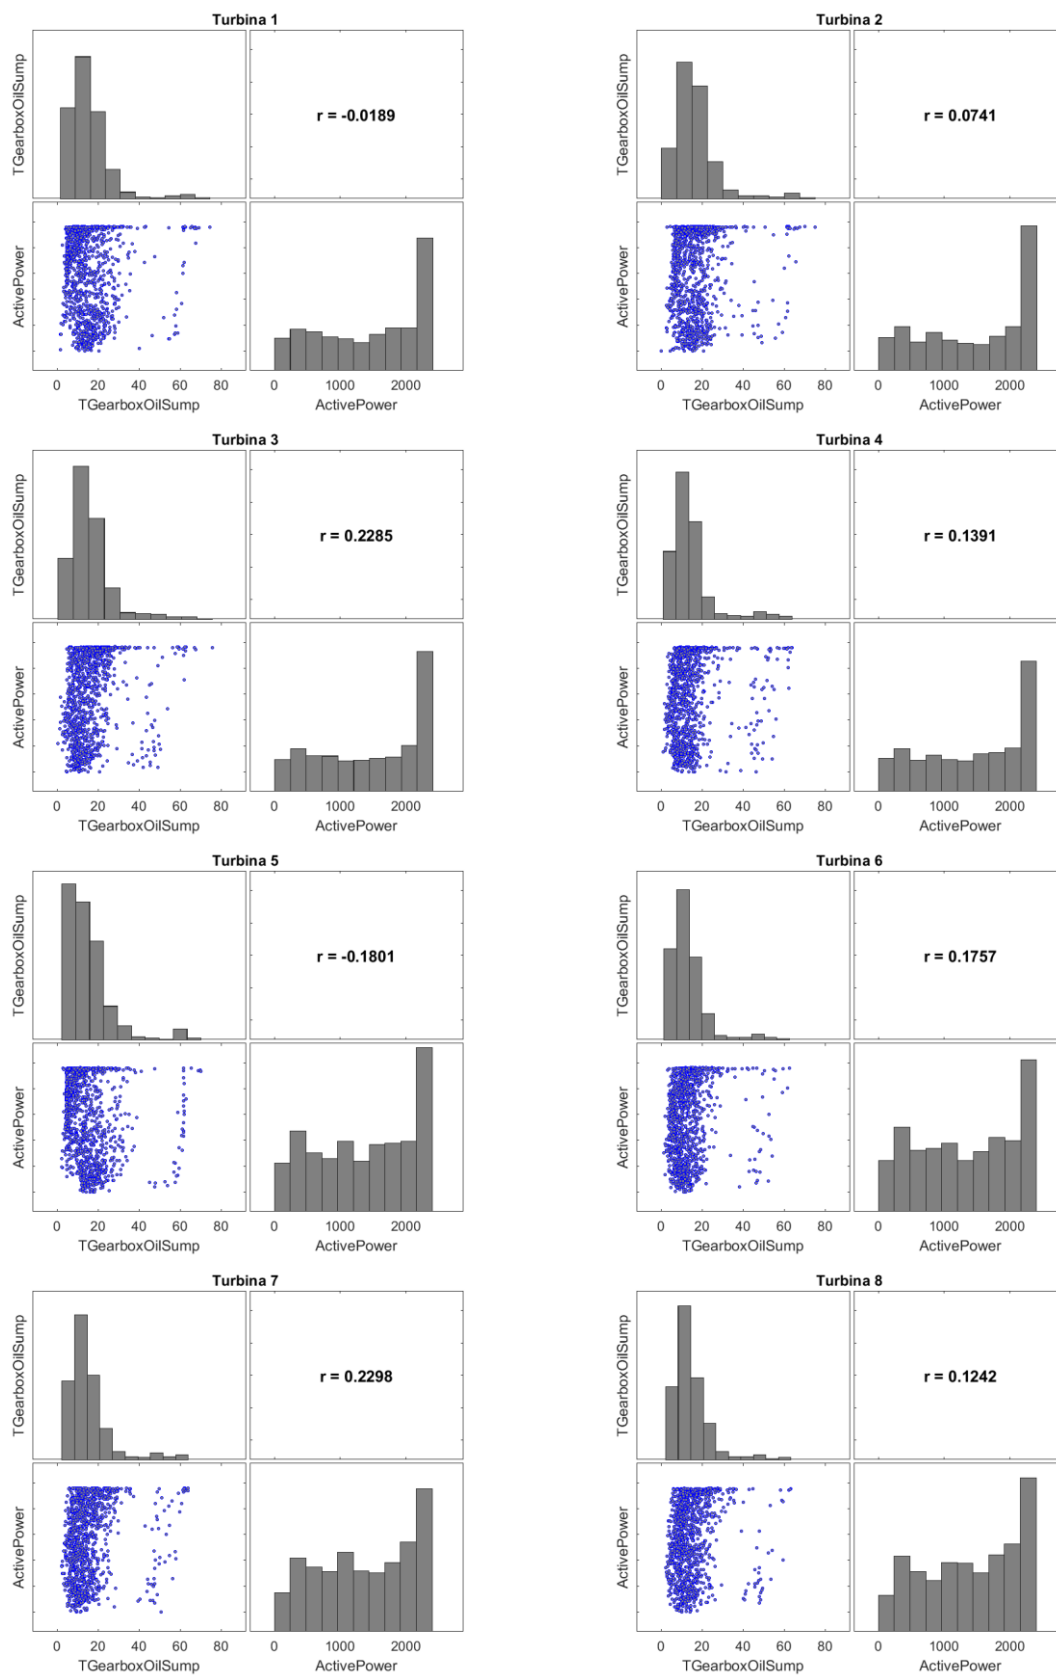 Turbina 1
TGearboxOilSump
r = -0.0189
ActivePower
0 20 40 60 80
TGearboxOilSump
0 1000 2000
ActivePower
Turbina 2
TGearboxOilSump
r = 0.0741
ActivePower
0 20 40 60 80
TGearboxOilSump
0 1000 2000
ActivePower
Turbina 3
TGearboxOilSump
r = 0.2285
ActivePower
0 20 40 60 80
TGearboxOilSump
0 1000 2000
ActivePower
Turbina 4
TGearboxOilSump
r = 0.1391
ActivePower
0 20 40 60 80
TGearboxOilSump
0 1000 2000
ActivePower
Turbina 5
TGearboxOilSump
r = -0.1801
ActivePower
0 20 40 60 80
TGearboxOilSump
0 1000 2000
ActivePower
Turbina 6
TGearboxOilSump
r = 0.1757
ActivePower
0 20 40 60 80
TGearboxOilSump
0 1000 2000
ActivePower
Turbina 7
TGearboxOilSump
r = 0.2298
ActivePower
0 20 40 60 80
TGearboxOilSump
0 1000 2000
ActivePower
Turbina 8
TGearboxOilSump
r = 0.1242
ActivePower
0 20 40 60 80
TGearboxOilSump
0 1000 2000
ActivePower